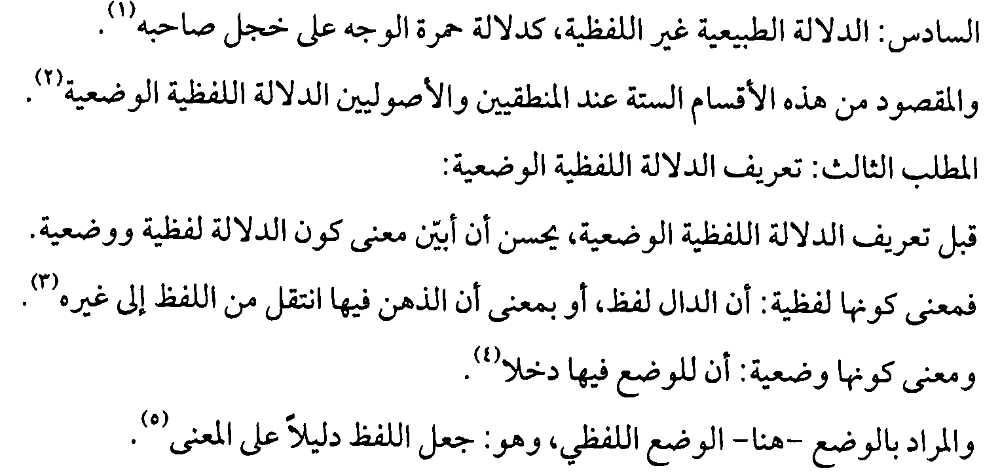 السادس: الدلالة الطبيعية غير اللفظية، كدلالة حمرة الوجه على خجل صاحبه(١).
والمقصود من هذه الأقسام الستة عند المنطقيين والأصوليين الدلالة اللفظية الوضعية(٢).
المطلب الثالث: تعريف الدلالة اللفظية الوضعية:
قبل تعريف الدلالة اللفظية الوضعية، يحسن أن أبيّن معنى كون الدلالة لفظية ووضعية.
فمعنى كونها لفظية: أن الدال لفظ، أو بمعنى أن الذهن فيها انتقل من اللفظ إلى غيره(٣).
ومعنى كونها وضعية: أن للوضع فيها دخلا(٤).
والمراد بالوضع -هنا- الوضع اللفظي، وهو: جعل اللفظ دليلاً على المعنى(٥).